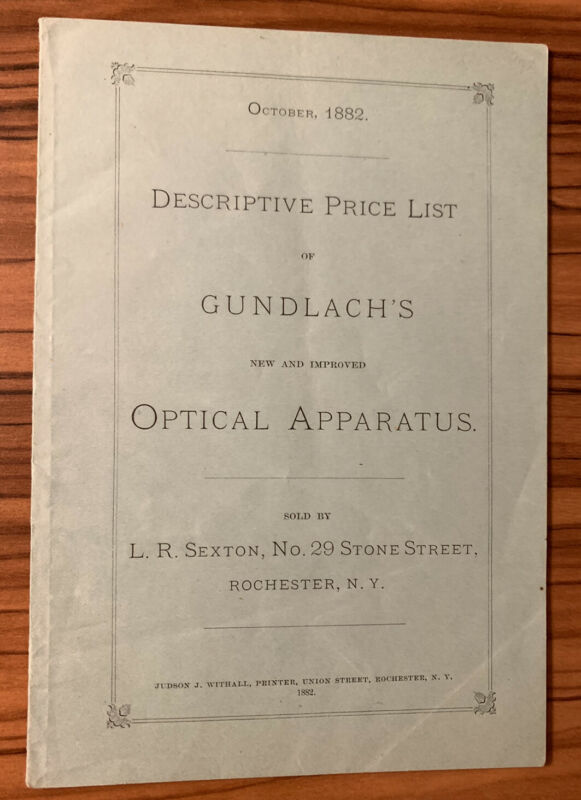 October, 1882.
Descriptive Price List
OF
GUNDLACH'S
NEW AND IMPROVED
Optical Apparatus.
SOLD BY
L. R. Sexton, No. 29 Stone Street,
ROCHESTER, N. Y.
JUDSON J. WITHALL, PRINTER, UNION STREET, ROCHESTER, N. Y.
1882.